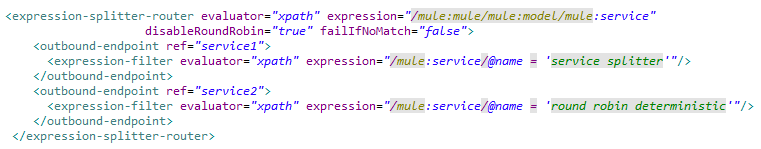 <expression-splitter-router evaluator="xpath" expression="/mule:mule/mule:model/mule:service"
disableRoundRobin="true" failIfNoMatch="false">
<outbound-endpoint ref="service1">
<expression-filter evaluator="xpath" expression="/mule:service/@name = 'service splitter'"/>
</outbound-endpoint>
<outbound-endpoint ref="service2">
<expression-filter evaluator="xpath" expression="/mule:service/@name = 'round robin deterministic'"/>
</outbound-endpoint>
</expression-splitter-router>